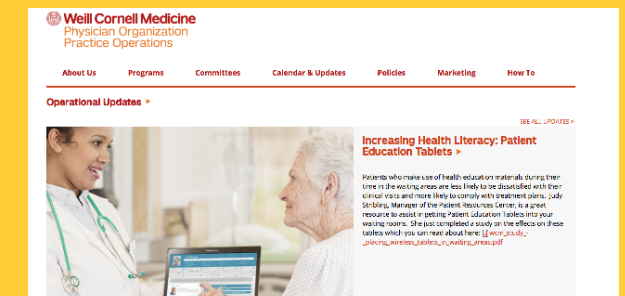 Weill Cornell Medicine
Physician Organization
Practice Operations
About Us Programs Committees Calendar & Updates Policies Marketing How To
Operational Updates
SEE ALL UPDATES >
Increasing Health Literacy: Patient
Education Tablets
Patients who make use of health education materials during their
time in the waiting areas are less likely to be dissatisfied with their
clinical visits and more likely to comply with treatment plans. Judy
Stribling, Manager of the Patient Resources Center, is a great
resource to assist in getting Patient Education Tablets into your
waiting rooms. She just completed a study on the effects on these
tablets which you can read about here: wcm_study_-
_placing_wireless_tablets_in_waiting_areas.pdf